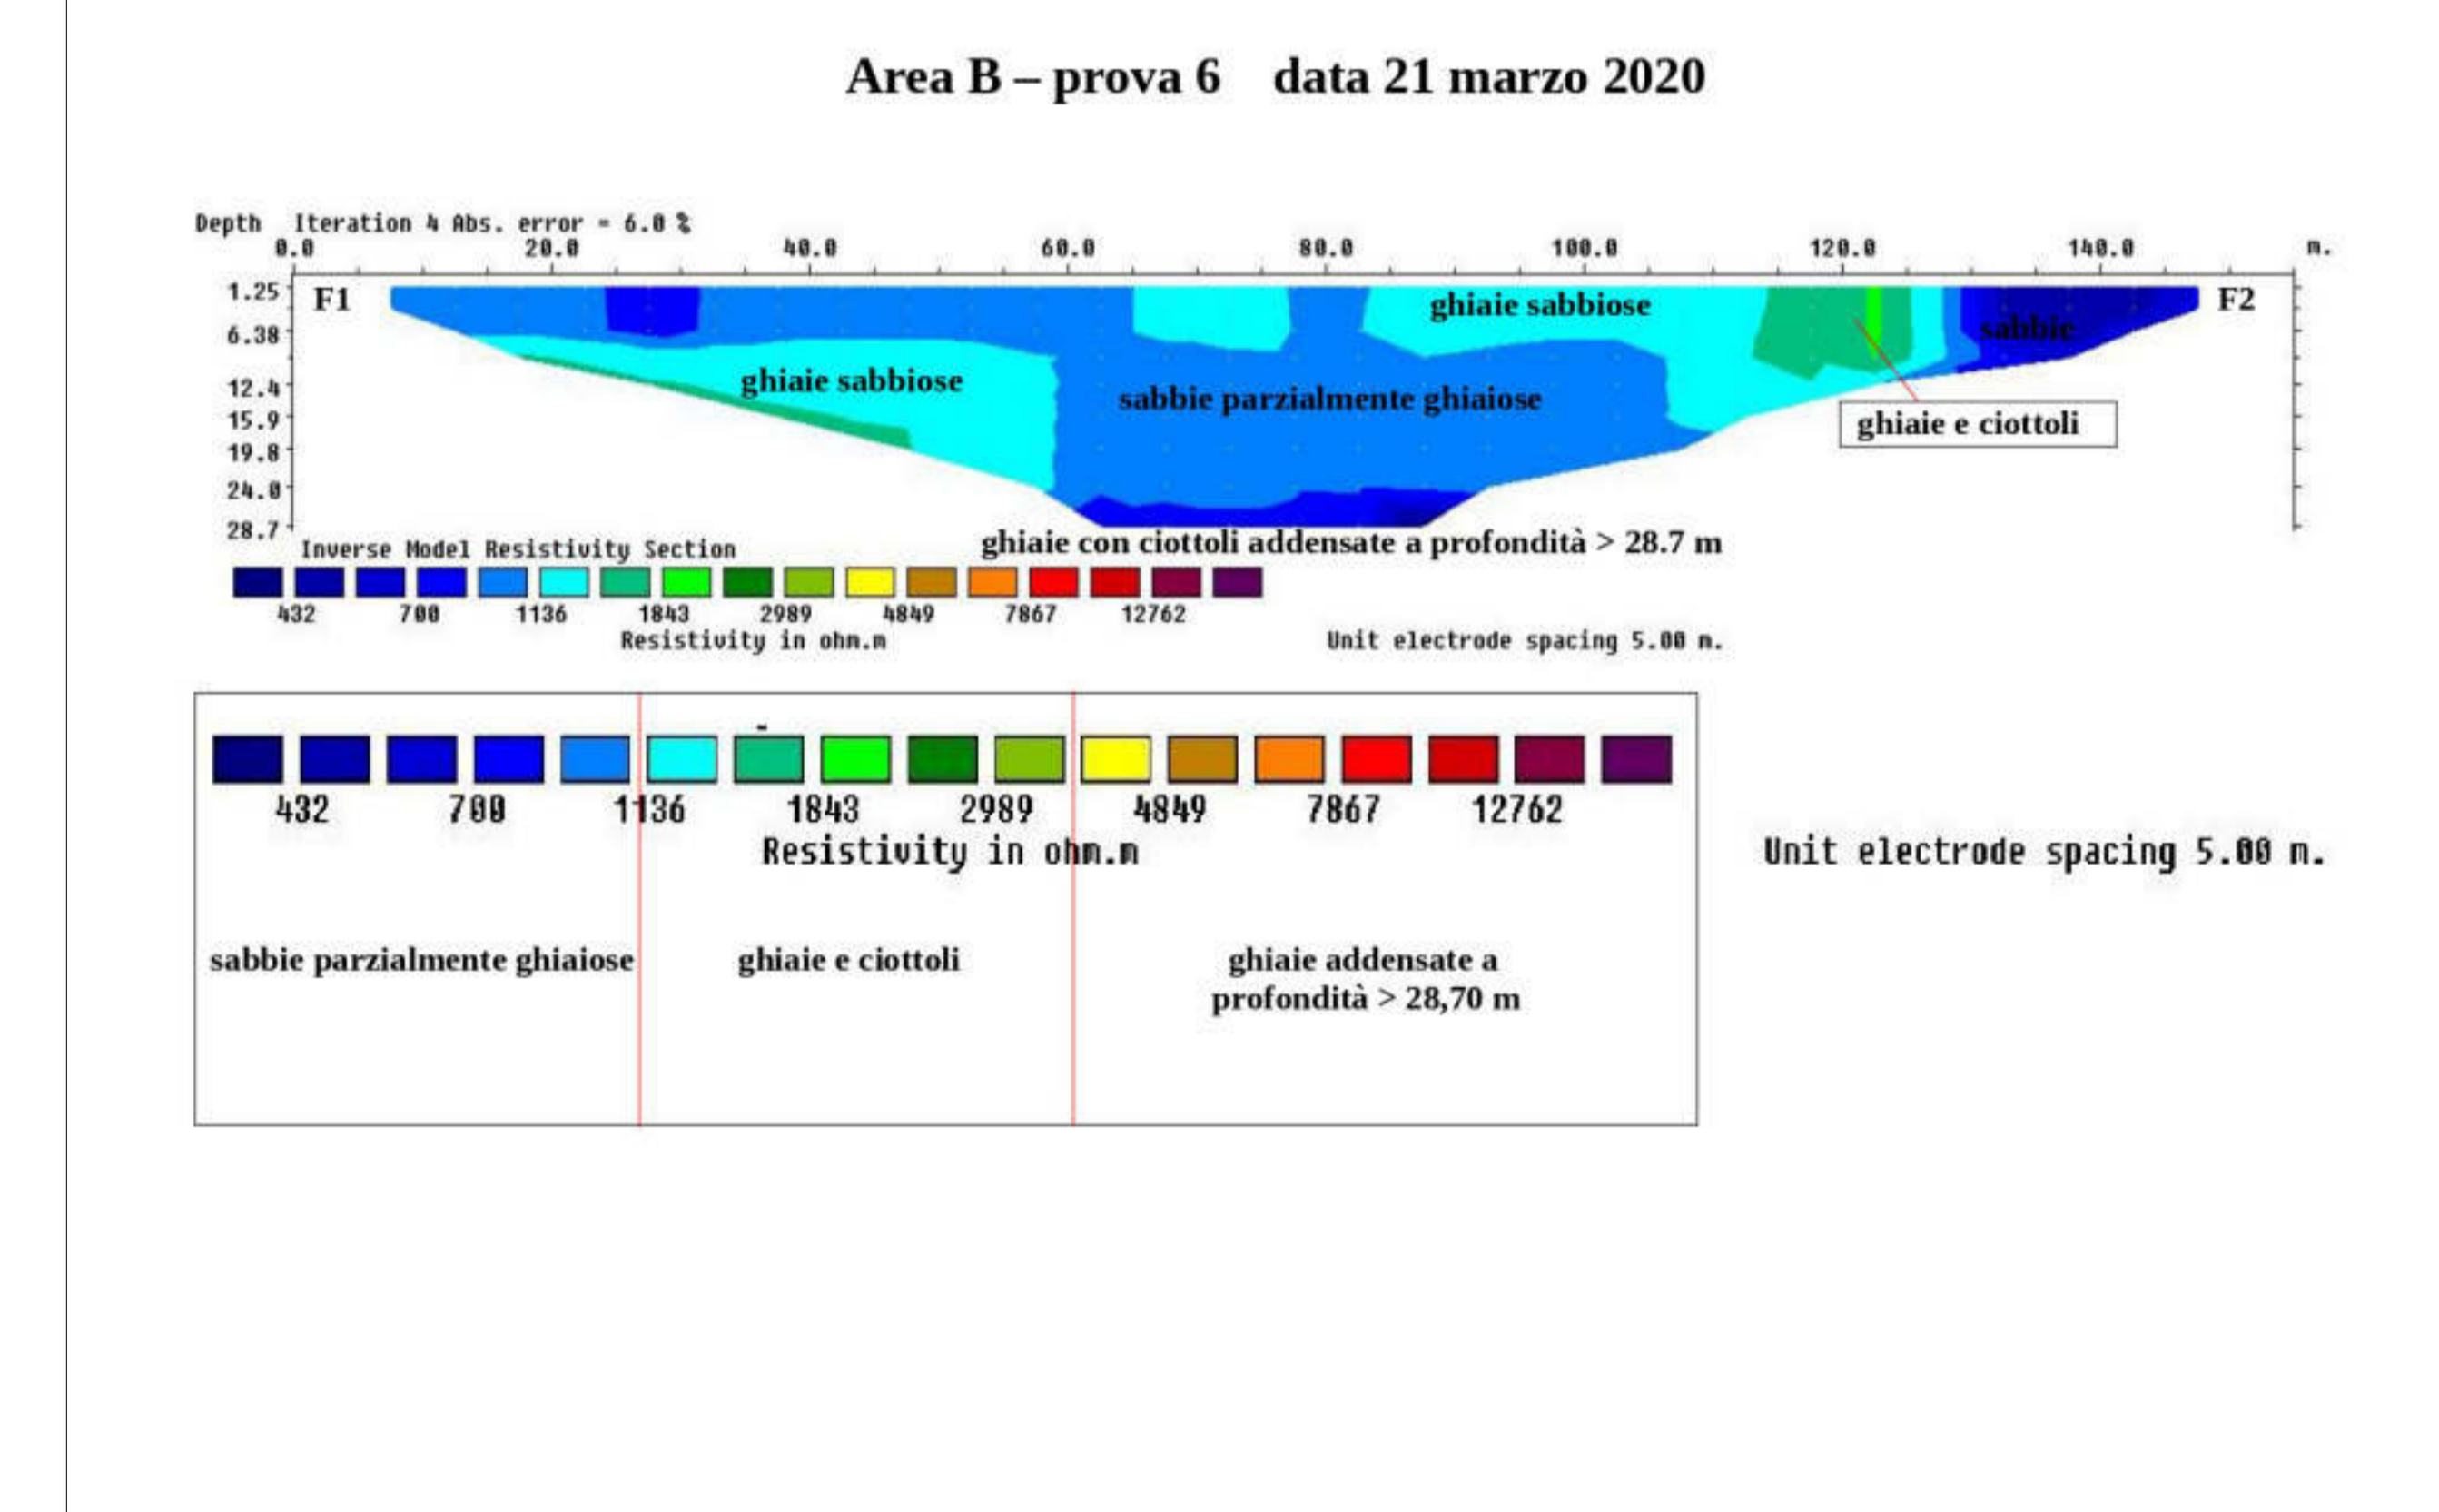 Area B – prova 6 data 21 marzo 2020
Depth Iteration 4 Abs. error = 6.0 %
0.0 20.0 40.0 60.0 80.0 100.0 120.0 140.0 m.
1.25
F1
ghiaie sabbiose
F2
6.38
sabbie
12.4
ghiaie sabbiose
sabbie parzialmente ghiaiose
15.9
ghiaie e ciottoli
19.8
24.0
28.7
ghiaie con ciottoli addensate a profondità > 28.7 m
Inverse Model Resistivity Section
432 700 1136 1843 2989 4849 7867 12762
Resistivity in ohm.m
Unit electrode spacing 5.00 m.
432 700 1136 1843 2989 4849 7867 12762
Resistivity in ohm.m
Unit electrode spacing 5.00 m.
sabbie parzialmente ghiaiose
ghiaie e ciottoli
ghiaie addensate a
profondità > 28,70 m